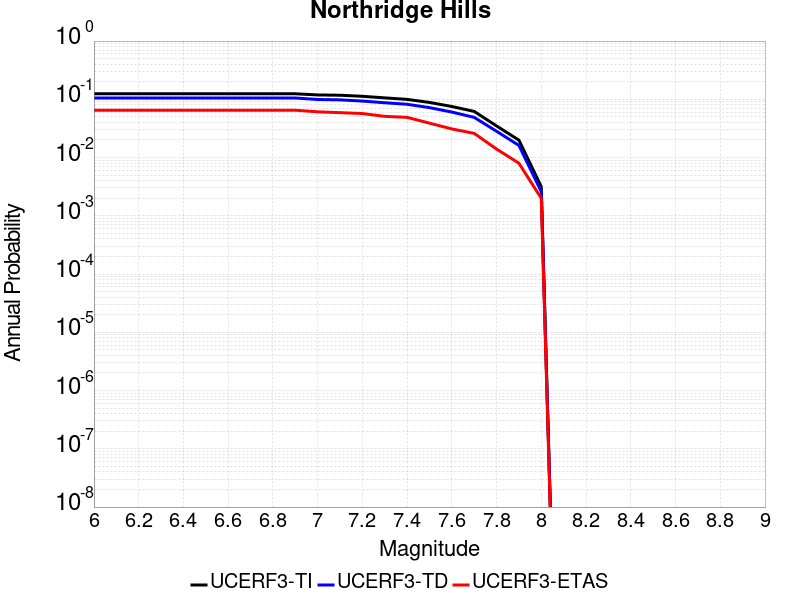 Northridge Hills
10^0
10^-1
10^-2
10^-3
10^-4
10^-5
10^-6
10^-7
10^-8
Annual Probability
6 6.2 6.4 6.6 6.8 7 7.2 7.4 7.6 7.8 8 8.2 8.4 8.6 8.8 9
Magnitude
UCERF3-TI UCERF3-TD UCERF3-ETAS